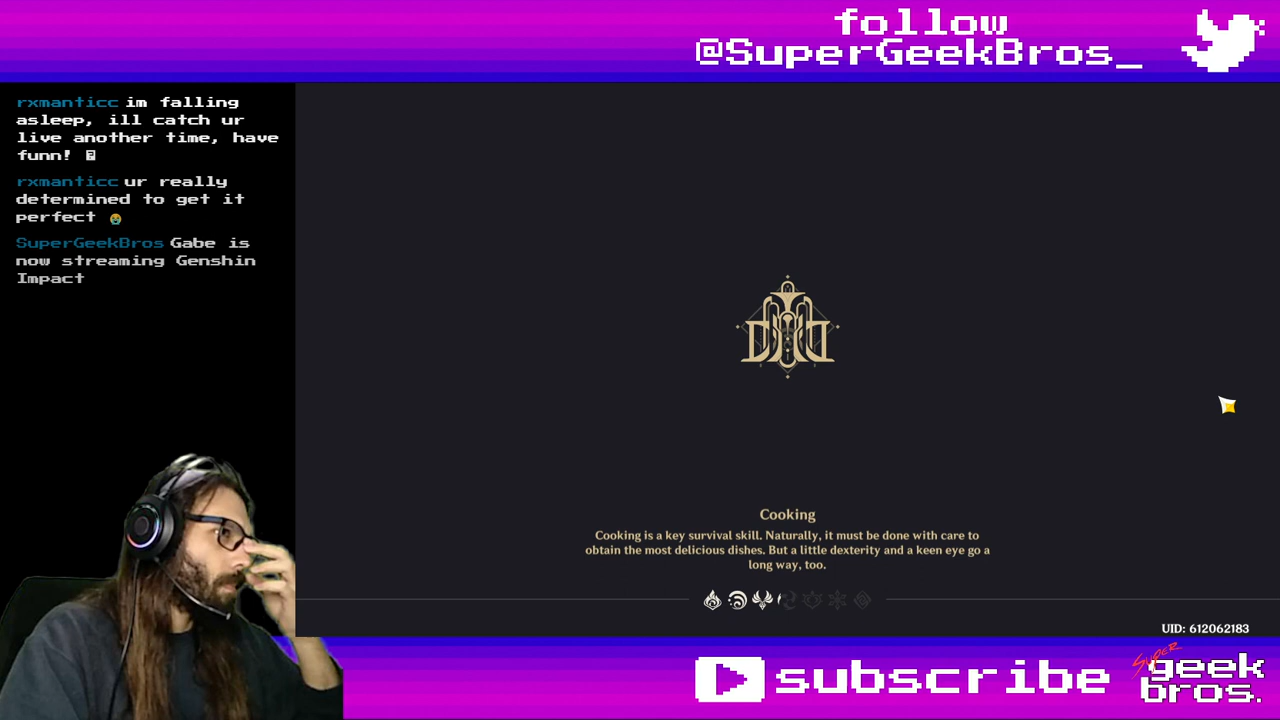 follow
@SuperGeekBros_
rxmanticc im falling
asleep, ill catch ur
live another time, have
funn!
rxmanticc ur really
determined to get it
perfect 😭
SuperGeekBros Gabe is
now streaming Genshin
Impact
Cooking
Cooking is a key survival skill. Naturally, it must be done with care to
obtain the most delicious dishes. But a little dexterity and a keen eye go a
long way, too.
UID: 612062183
subscribe
SUPER
geek
bros.